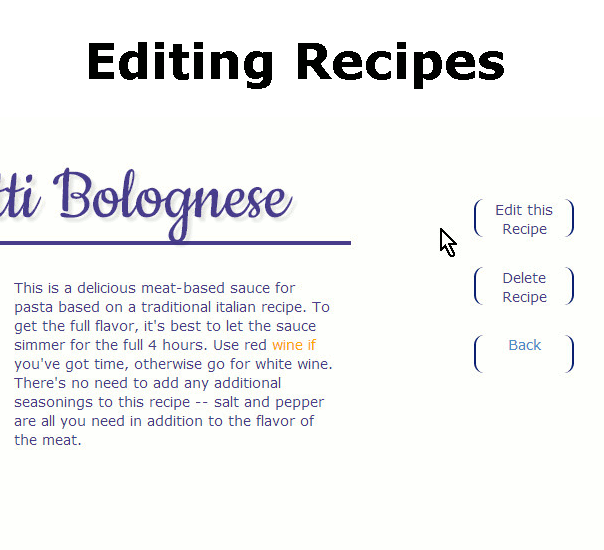 Editing Recipes
tti Bolognese
This is a delicious meat-based sauce for
pasta based on a traditional italian recipe. To
get the full flavor, it's best to let the sauce
simmer for the full 4 hours. Use red wine if
you've got time, otherwise go for white wine.
There's no need to add any additional
seasonings to this recipe -- salt and pepper
are all you need in addition to the flavor of
the meat.
Edit this
Recipe
Delete
Recipe
Back